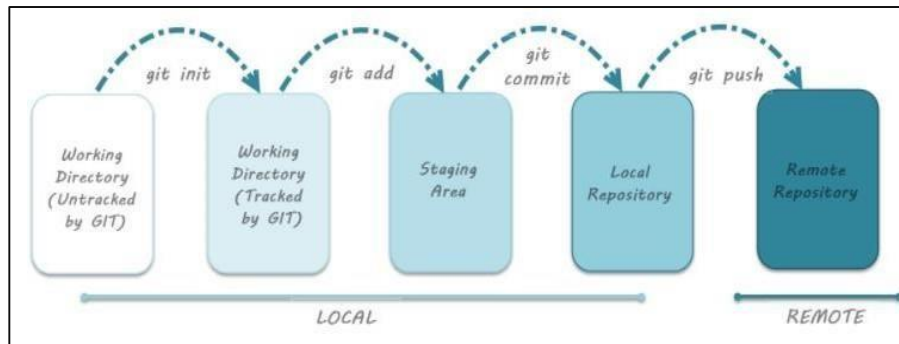 git init
git add
git
commit
git push
Working
Directory
(Untracked
by GIT)
Working
Directory
(Tracked
by GIT)
Staging
Area
Local
Repository
Remote
Repository
LOCAL
REMOTE